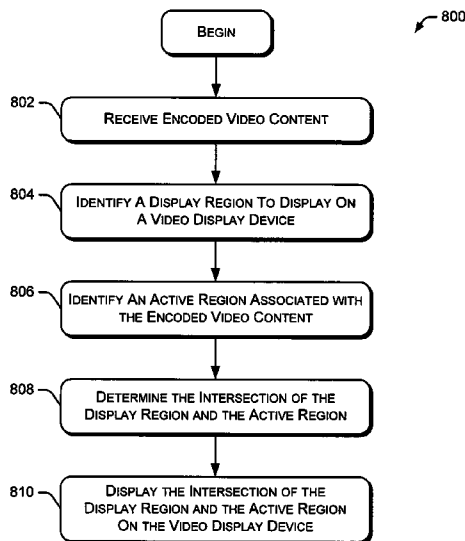 BEGIN
800
802
RECEIVE ENCODED VIDEO CONTENT
804
IDENTIFY A DISPLAY REGION TO DISPLAY ON
A VIDEO DISPLAY DEVICE
806
IDENTIFY AN ACTIVE REGION ASSOCIATED WITH
THE ENCODED VIDEO CONTENT
808
DETERMINE THE INTERSECTION OF THE
DISPLAY REGION AND THE ACTIVE REGION
810
DISPLAY THE INTERSECTION OF THE
DISPLAY REGION AND THE ACTIVE REGION
ON THE VIDEO DISPLAY DEVICE